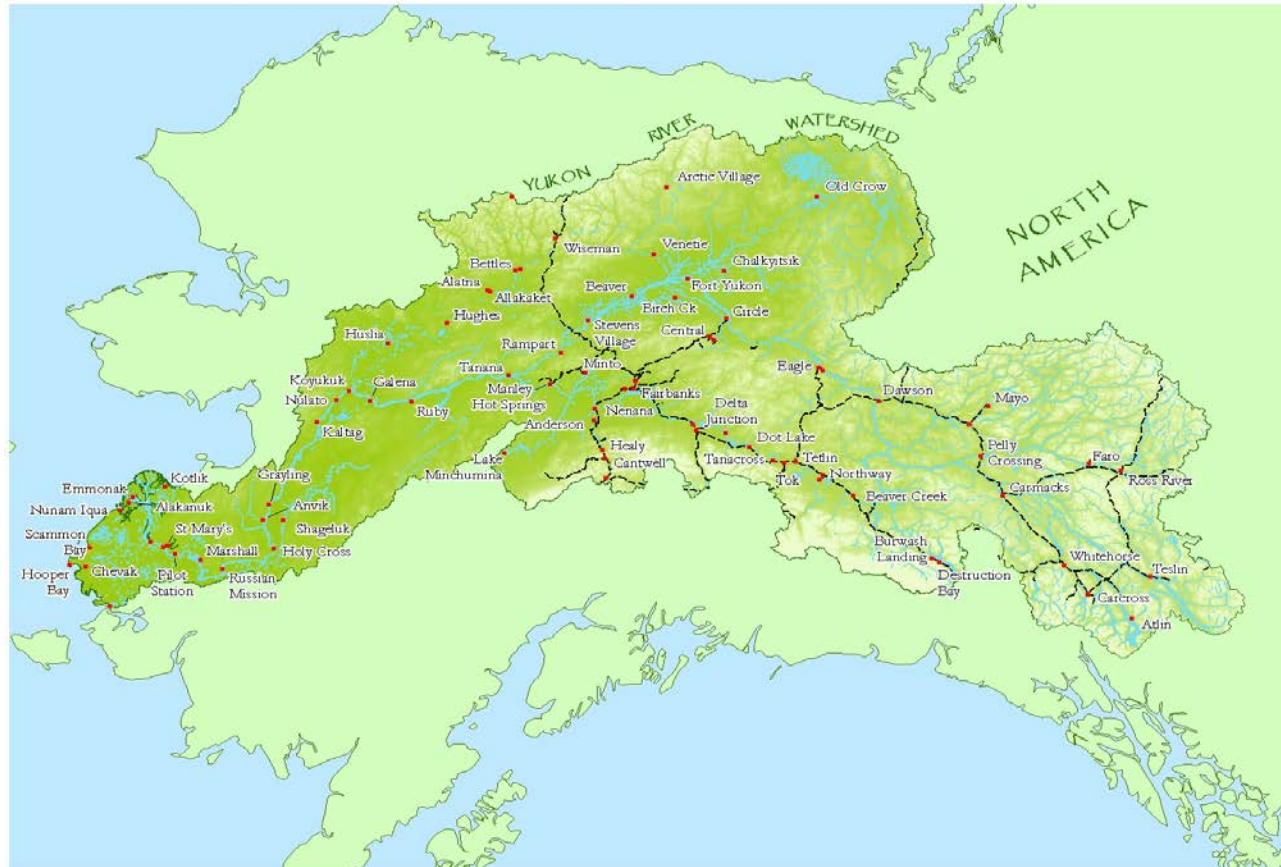 YUKON RIVER WATERSHED
NORTH
AMERICA
Arctic Village
Old Crow
Wiseman
Venetie
Bettles
Chalkyitsik
Alatna
Allakaket
Beaver
Fort Yukon
Birch Ck
Circle
Hughes
Stevens
Village
Central
Huslia
Rampart
Minto
Tanana
Eagle
Koyukuk
Galena
Manley
Hot Springs
Fairbanks
Dawson
Mayo
Nulato
Ruby
Nenana
Delta
Junction
Kaltag
Anderson
Dot Lake
Pelly
Crossing
Lake
Minchumina
Healy
Cantwell
Tanacross
Tetlin
Faro
Tok
Northway
Ross River
Grayling
Kotlik
Emmonak
Beaver Creek
Carmacks
Nunam Iqua
Alakanuk
Anvik
Scammon
Bay
St Mary's
Shageluk
Marshall
Holy Cross
Burwash
Landing
Whitehorse
Hooper
Bay
Chevak
Pilot
Station
Russian
Mission
Destruction
Bay
Teslin
Carcross
Atlin